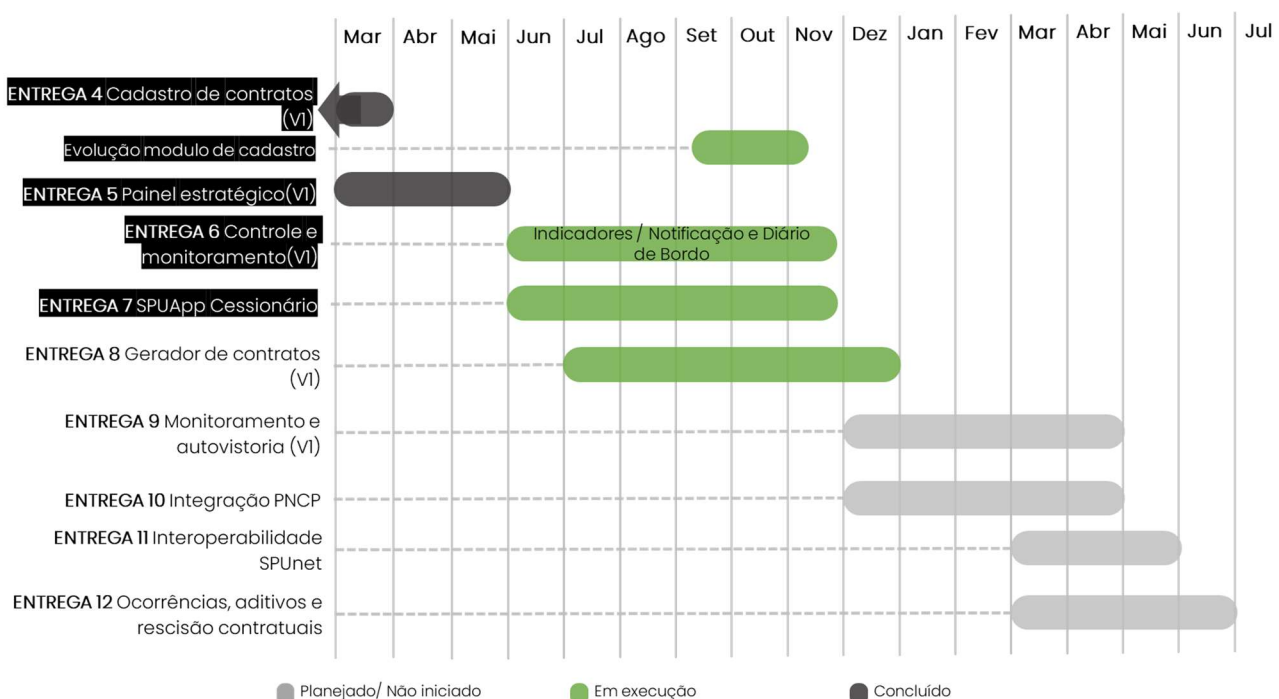 Mar Abr Mai Jun Jul Ago Set Out Nov Dez Jan Fev Mar Abr Mai Jun Jul
ENTREGA 4 Cadastro de contratos
(V1)
Evolução modulo de cadastro
ENTREGA 5 Painel estratégico(V1)
ENTREGA 6 Controle e
monitoramento(V1)
Indicadores / Notificação e Diário
de Bordo
ENTREGA 7 SPUApp Cessionário
ENTREGA 8 Gerador de contratos
(V1)
ENTREGA 9 Monitoramento e
autovistoria (V1)
ENTREGA 10 Integração PNCP
ENTREGA 11 Interoperabilidade
SPUnet
ENTREGA 12 Ocorrências, aditivos e
rescisão contratuais
Planejado/ Não iniciado Em execução Concluído